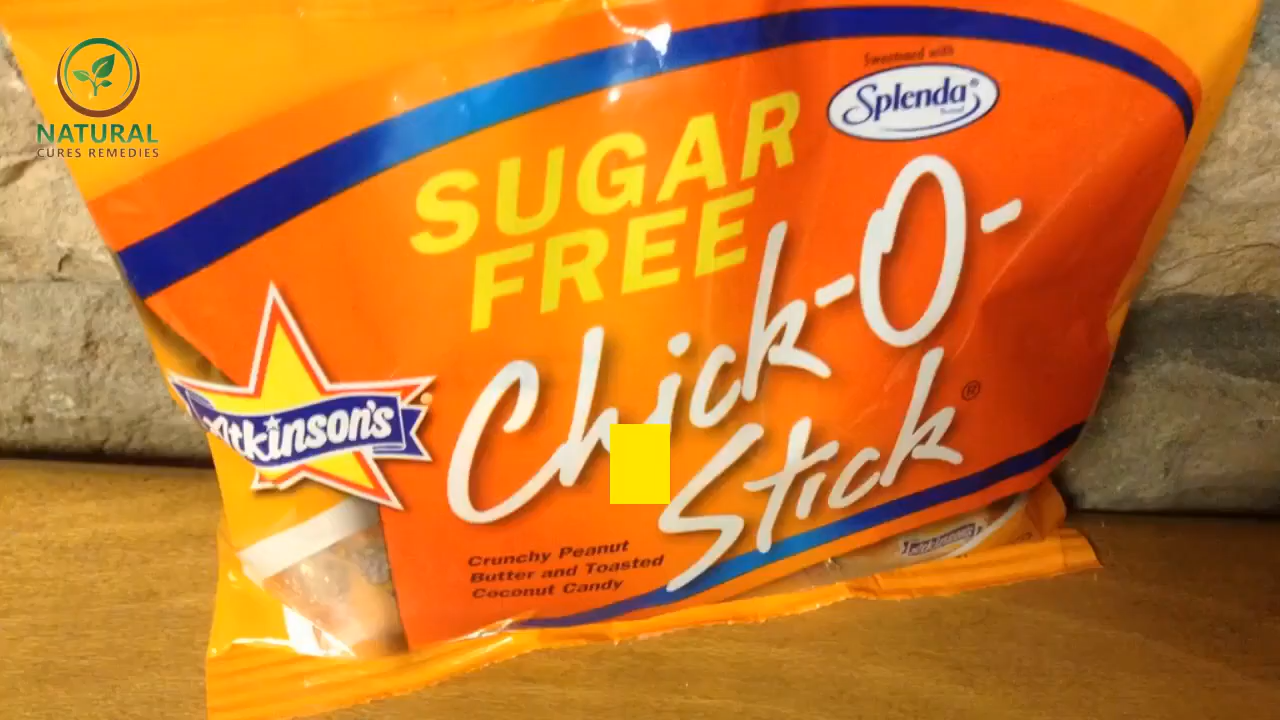 NATURAL
CURES REMEDIES
Sweetened with
Splenda®
SUGAR
FREE
Chick-O-
Stick®
Atkinson's
Crunchy Peanut
Butter and Toasted
Coconut Candy